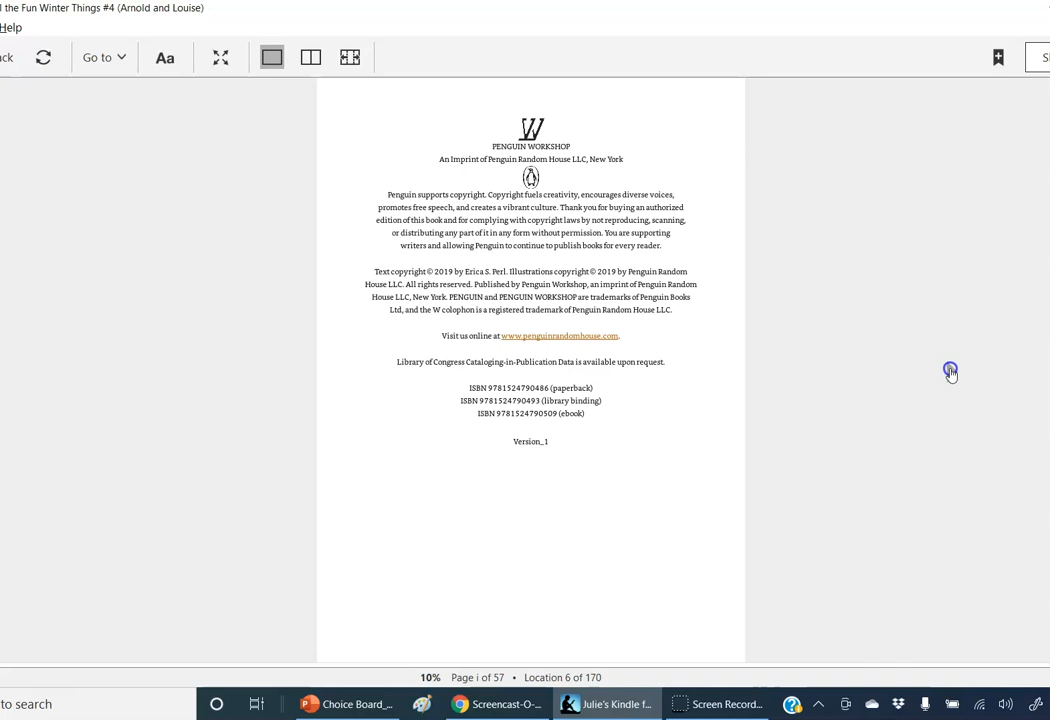 l the Fun Winter Things #4 (Arnold and Louise)
Help
ck
Go to
Aa
W
PENGUIN WORKSHOP
An Imprint of Penguin Random House LLC, New York
Penguin supports copyright. Copyright fuels creativity, encourages diverse voices,
promotes free speech, and creates a vibrant culture. Thank you for buying an authorized
edition of this book and for complying with copyright laws by not reproducing, scanning,
or distributing any part of it in any form without permission. You are supporting
writers and allowing Penguin to continue to publish books for every reader.
Text copyright © 2019 by Erica S. Perl. Illustrations copyright © 2019 by Penguin Random
House LLC. All rights reserved. Published by Penguin Workshop, an imprint of Penguin Random
House LLC, New York. PENGUIN and PENGUIN WORKSHOP are trademarks of Penguin Books
Ltd, and the W colophon is a registered trademark of Penguin Random House LLC.
Visit us online at www.penguinrandomhouse.com.
Library of Congress Cataloging-in-Publication Data is available upon request.
ISBN 9781524790486 (paperback)
ISBN 9781524790493 (library binding)
ISBN 9781524790509 (ebook)
Version_1
10% Page i of 57 • Location 6 of 170
to search
Choice Board_...
Screencast-O-...
Julie's Kindle f...
Screen Record...